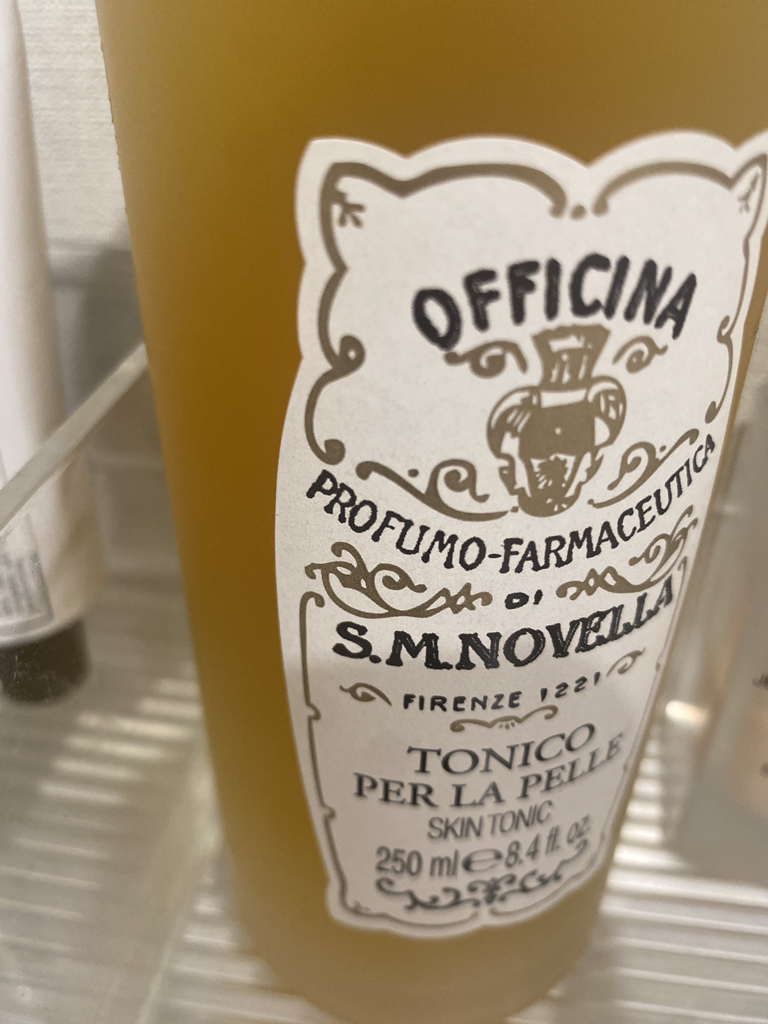 OFFICINA
PROFUMO-FARMACEUTICA
DI
S.M.NOVELLA
FIRENZE 1221
TONICO
PER LA PELLE
SKIN TONIC
250 ml ℮ 8.4 fl. oz.